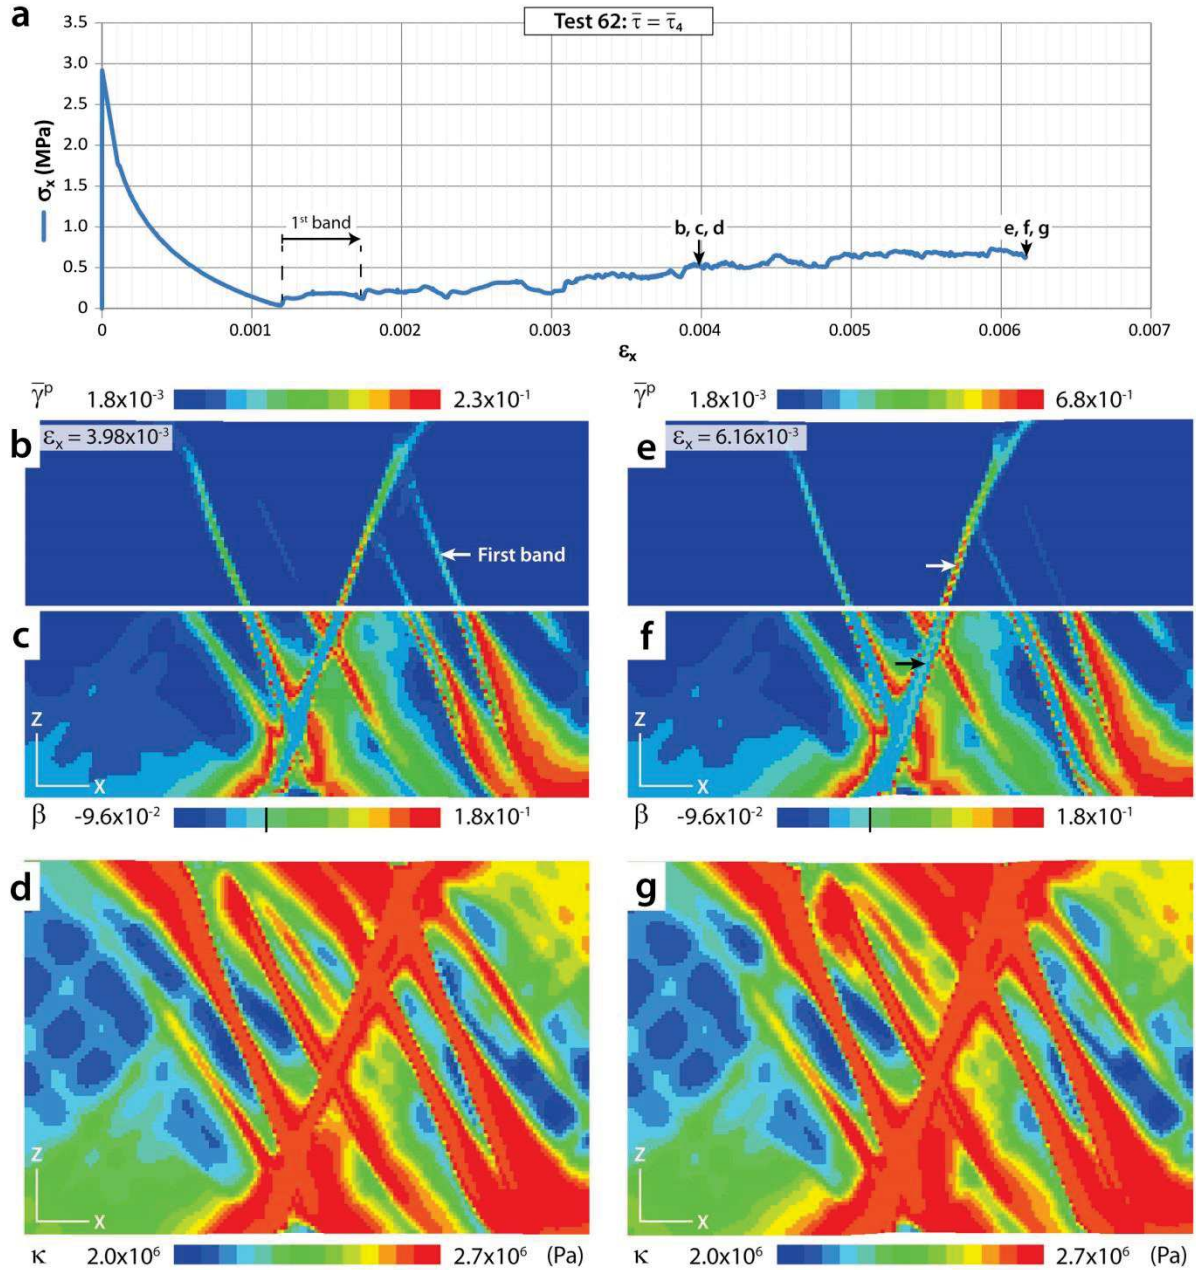 a
Test 62: τ̄ = τ̄₄
3.5
3.0
2.5
2.0
1.5
1.0
0.5
0
σₓ (MPa)
1ˢᵗ band
b, c, d
e, f, g
0 0.001 0.002 0.003 0.004 0.005 0.006 0.007
εₓ
γ̄ᵖ 1.8x10⁻³ 2.3x10⁻¹
b εₓ = 3.98x10⁻³
First band
c
Z
X
β -9.6x10⁻² 1.8x10⁻¹
d
Z
X
κ 2.0x10⁶ 2.7x10⁶ (Pa)
γ̄ᵖ 1.8x10⁻³ 6.8x10⁻¹
e εₓ = 6.16x10⁻³
f
Z
X
β -9.6x10⁻² 1.8x10⁻¹
g
Z
X
κ 2.0x10⁶ 2.7x10⁶ (Pa)